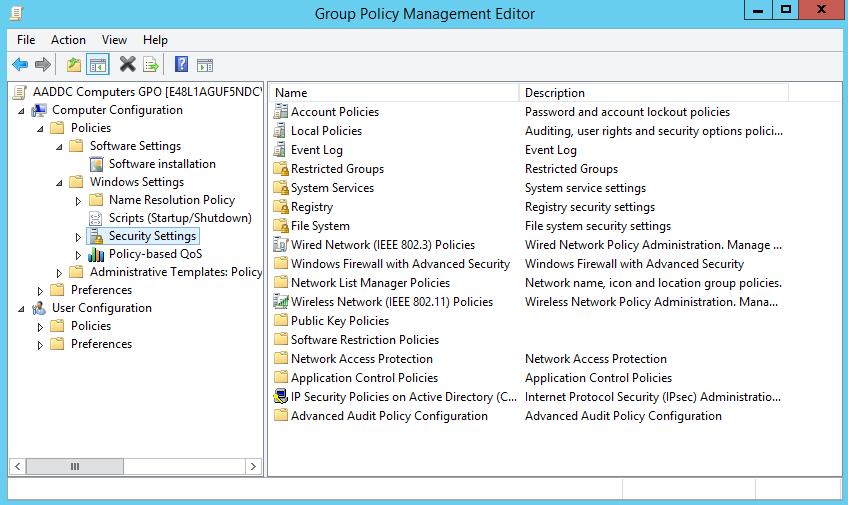 Group Policy Management Editor
File Action View Help
AADDC Computers GPO [E48L1AGUF5NDC
Computer Configuration
Policies
Software Settings
Software installation
Windows Settings
Name Resolution Policy
Scripts (Startup/Shutdown)
Security Settings
Policy-based QoS
Administrative Templates: Policy
Preferences
User Configuration
Policies
Preferences
Name Description
Account Policies Password and account lockout policies
Local Policies Auditing, user rights and security options polici...
Event Log Event Log
Restricted Groups Restricted Groups
System Services System service settings
Registry Registry security settings
File System File system security settings
Wired Network (IEEE 802.3) Policies Wired Network Policy Administration. Manage ...
Windows Firewall with Advanced Security Windows Firewall with Advanced Security
Network List Manager Policies Network name, icon and location group policies.
Wireless Network (IEEE 802.11) Policies Wireless Network Policy Administration. Mana...
Public Key Policies
Software Restriction Policies
Network Access Protection Network Access Protection
Application Control Policies Application Control Policies
IP Security Policies on Active Directory (C... Internet Protocol Security (IPsec) Administratio...
Advanced Audit Policy Configuration Advanced Audit Policy Configuration